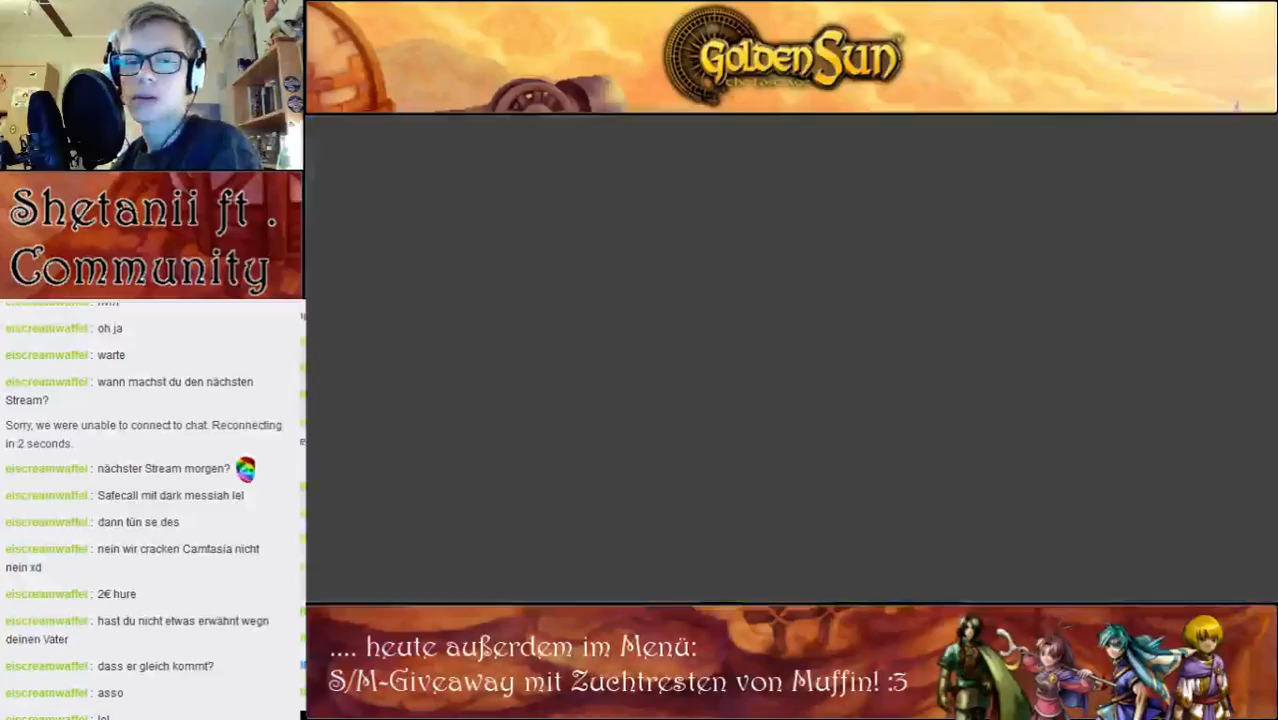 GOLDEN SUN
Shetanii ft .
Community
eiscreamwaffel: oh ja
eiscreamwaffel: warte
eiscreamwaffel: wann machst du den nächsten
Stream?
Sorry, we were unable to connect to chat. Reconnecting
in 2 seconds.
eiscreamwaffel: nächster Stream morgen?
eiscreamwaffel: Safecall mit dark messiah lel
eiscreamwaffel: dann tün se des
eiscreamwaffel: nein wir cracken Camtasia nicht
nein xd
eiscreamwaffel: 2€ hure
eiscreamwaffel: hast du nicht etwas erwähnt wegn
deinen Vater
eiscreamwaffel: dass er gleich kommt?
eiscreamwaffel: asso
.... heute außerdem im Menü:
S/M-Giveaway mit Zuchtresten von Muffin! :3